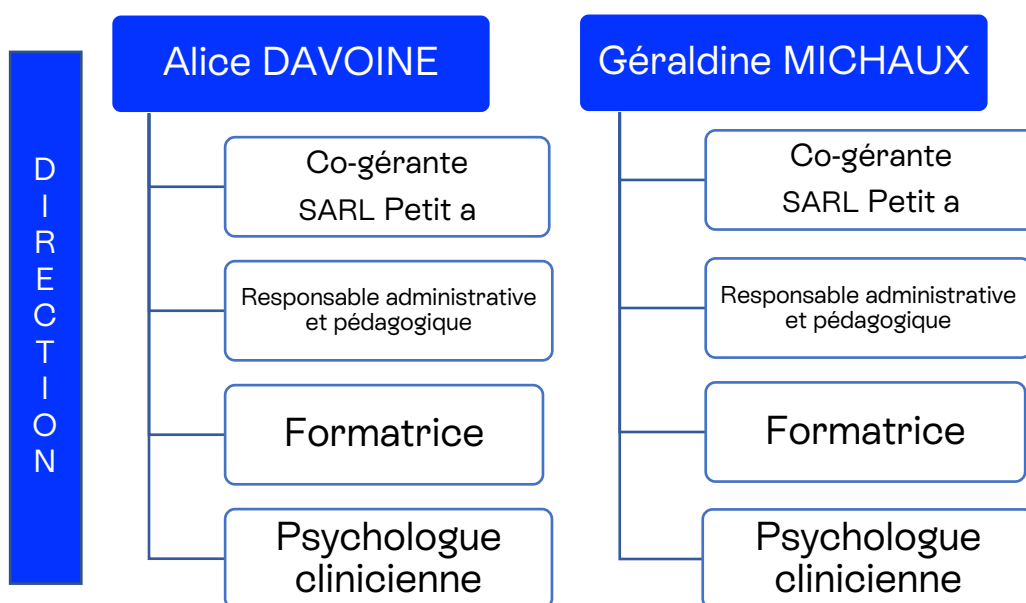 DIRECTION
Alice DAVOINE
Co-gérante
SARL Petit a
Responsable administrative
et pédagogique
Formatrice
Psychologue
clinicienne
Géraldine MICHAUX
Co-gérante
SARL Petit a
Responsable administrative
et pédagogique
Formatrice
Psychologue
clinicienne